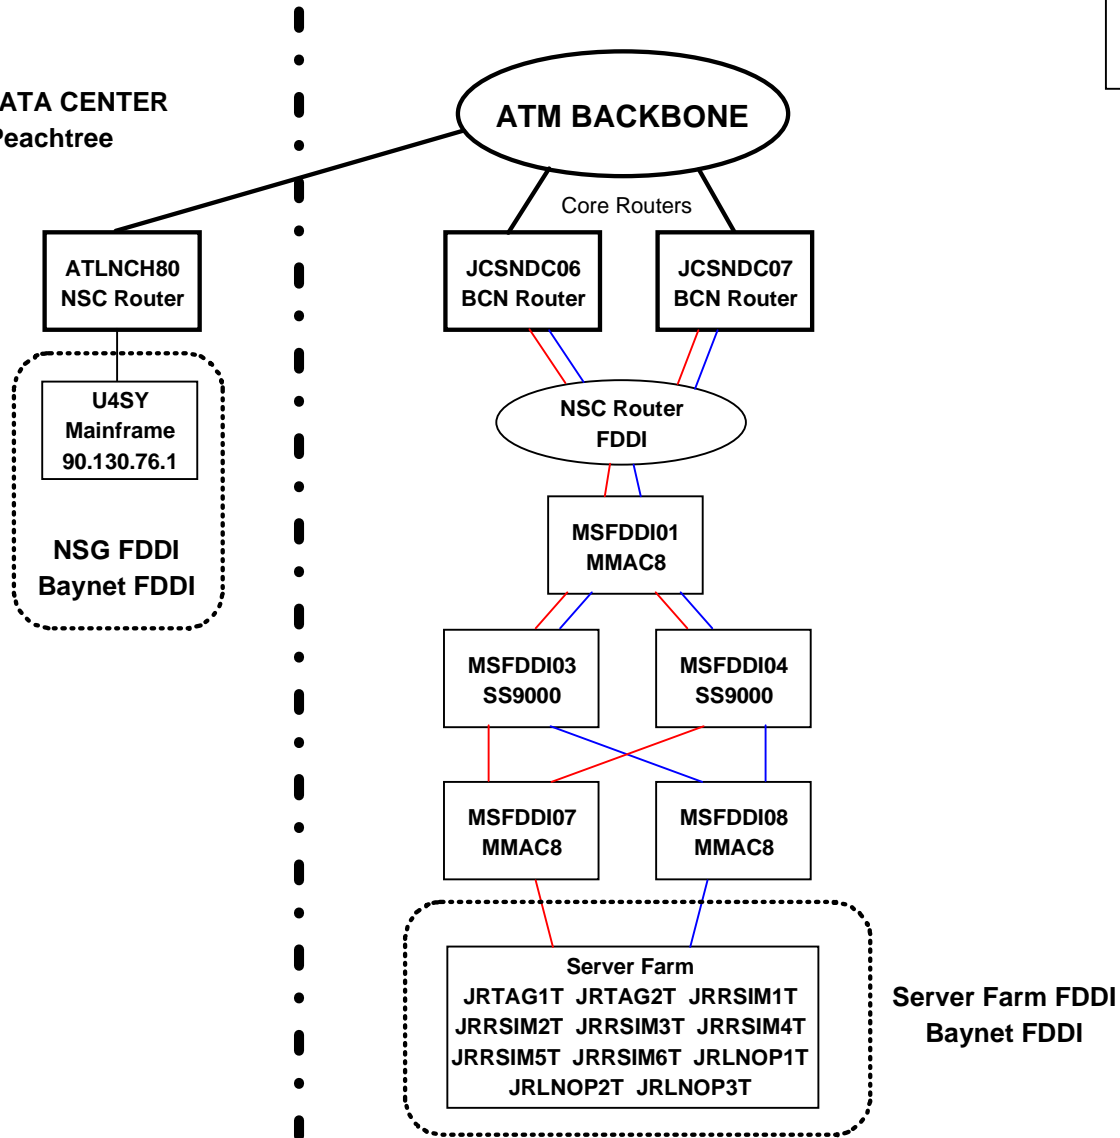 ATA CENTER
Peachtree
ATM BACKBONE
Core Routers
ATLNCH80
NSC Router
JCSNDC06
BCN Router
JCSNDC07
BCN Router
U4SY
Mainframe
90.130.76.1
NSC Router
FDDI
NSG FDDI
Baynet FDDI
MSFDDI01
MMAC8
MSFDDI03
SS9000
MSFDDI04
SS9000
MSFDDI07
MMAC8
MSFDDI08
MMAC8
Server Farm
JRTAG1T JRTAG2T JRRSIM1T
JRRSIM2T JRRSIM3T JRRSIM4T
JRRSIM5T JRRSIM6T JRLNOP1T
JRLNOP2T JRLNOP3T
Server Farm FDDI
Baynet FDDI